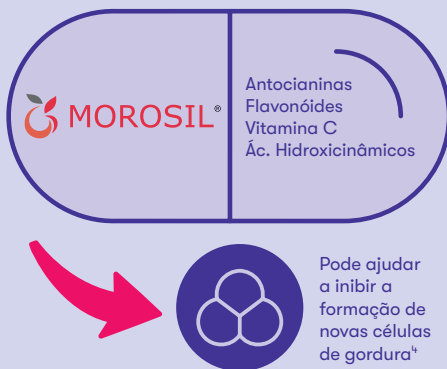 MOROSIL®
Antocianinas
Flavonóides
Vitamina C
Ác. Hidroxicinâmicos
Pode ajudar
a inibir a
formação de
novas células
de gordura⁴